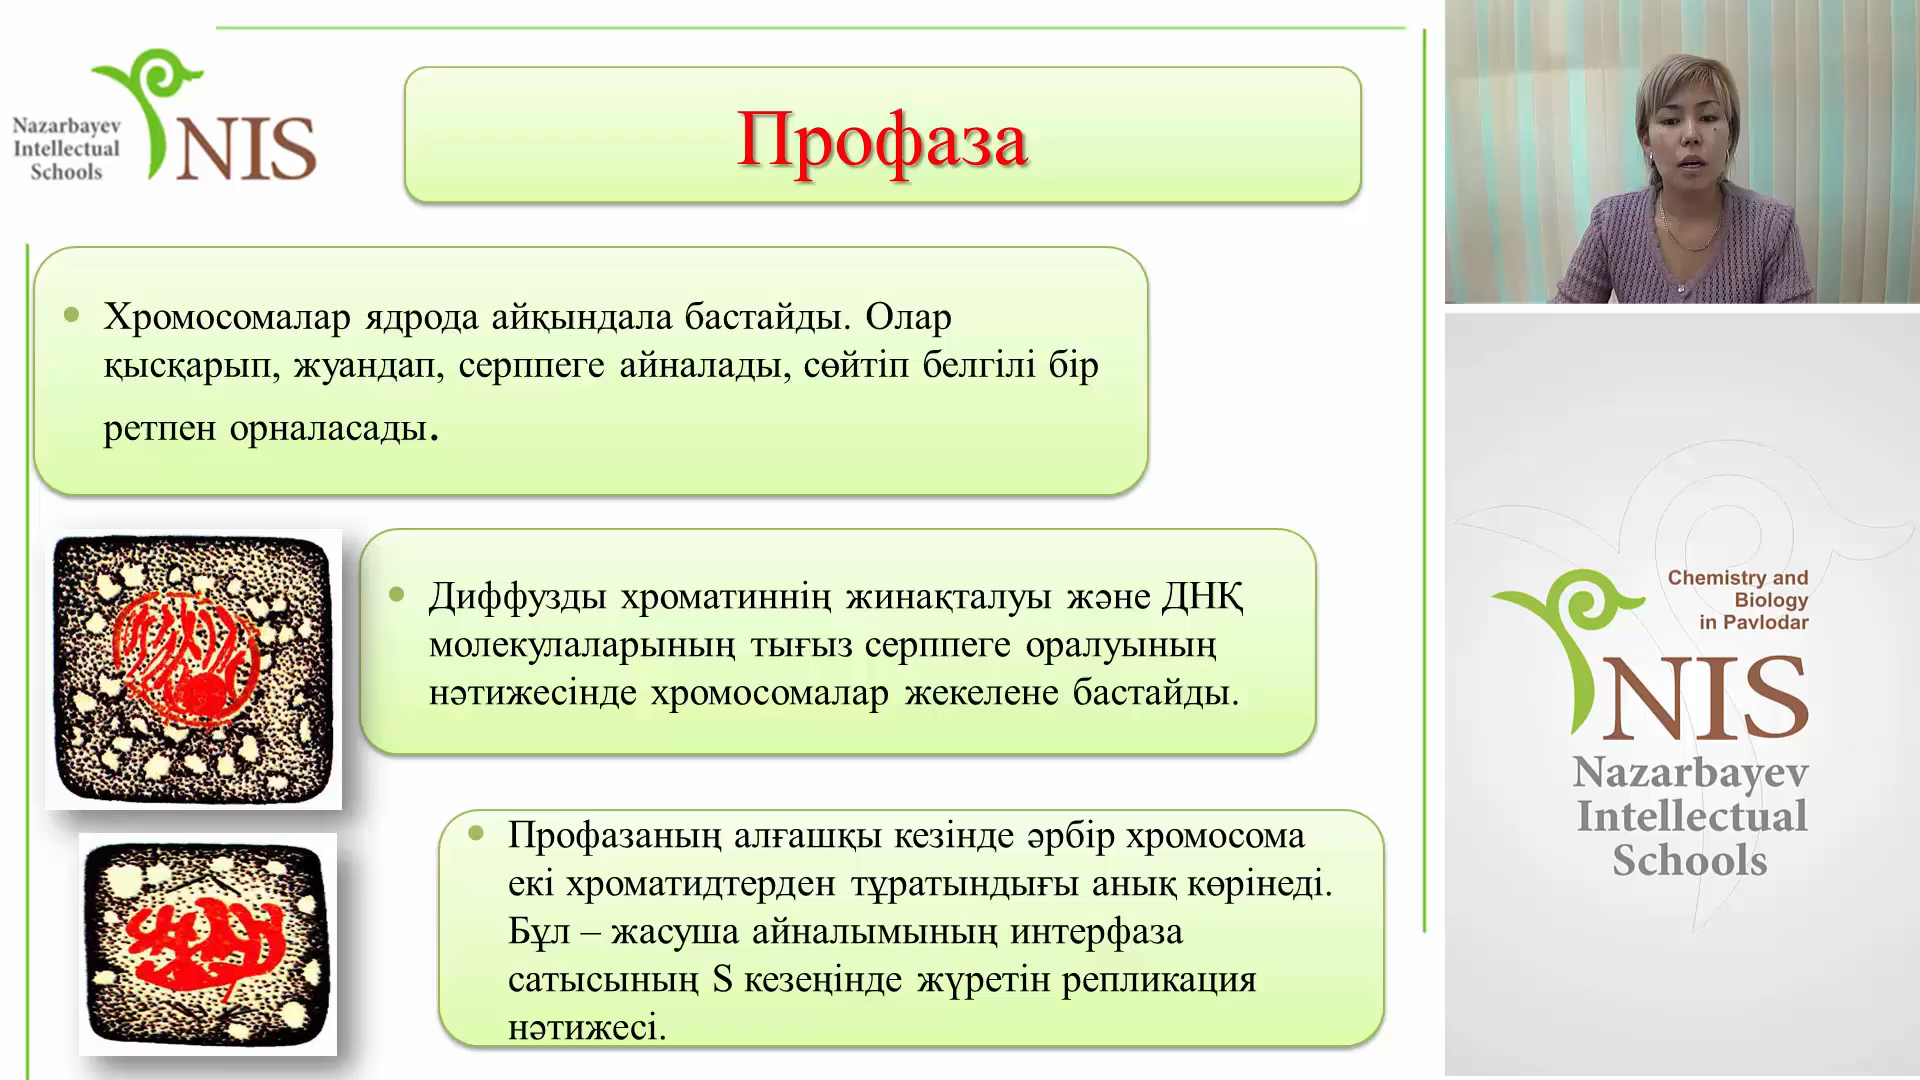 Nazarbayev
Intellectual
Schools
NIS
Профаза
Хромосомалар ядрода айқындала бастайды. Олар
қысқарып, жуандап, серппеге айналады, сөйтіп белгілі бір
ретпен орналасады.
Диффузды хроматиннің жинақталуы және ДНҚ
молекулаларының тығыз серппеге оралуының
нәтижесінде хромосомалар жекелене бастайды.
Профазаның алғашқы кезінде әрбір хромосома
екі хроматидтерден тұратындығы анық көрінеді.
Бұл – жасуша айналымының интерфаза
сатысының S кезеңінде жүретін репликация
нәтижесі.
Chemistry and
Biology
in Pavlodar
NIS
Nazarbayev
Intellectual
Schools